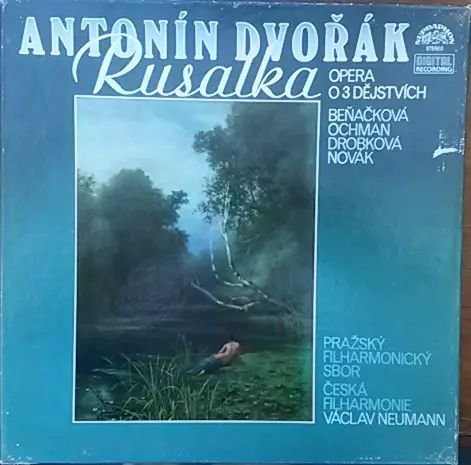 ANTONÍN DVOŘÁK
Rusalka
SUPRAPHON
STEREO
DIGITAL
RECORDING
OPERA
O 3 DĚJSTVÍCH
BEŇAČKOVÁ
OCHMAN
DROBKOVÁ
NOVÁK
PRAŽSKÝ
FILHARMONICKÝ
SBOR
ČESKÁ
FILHARMONIE
VÁCLAV NEUMANN